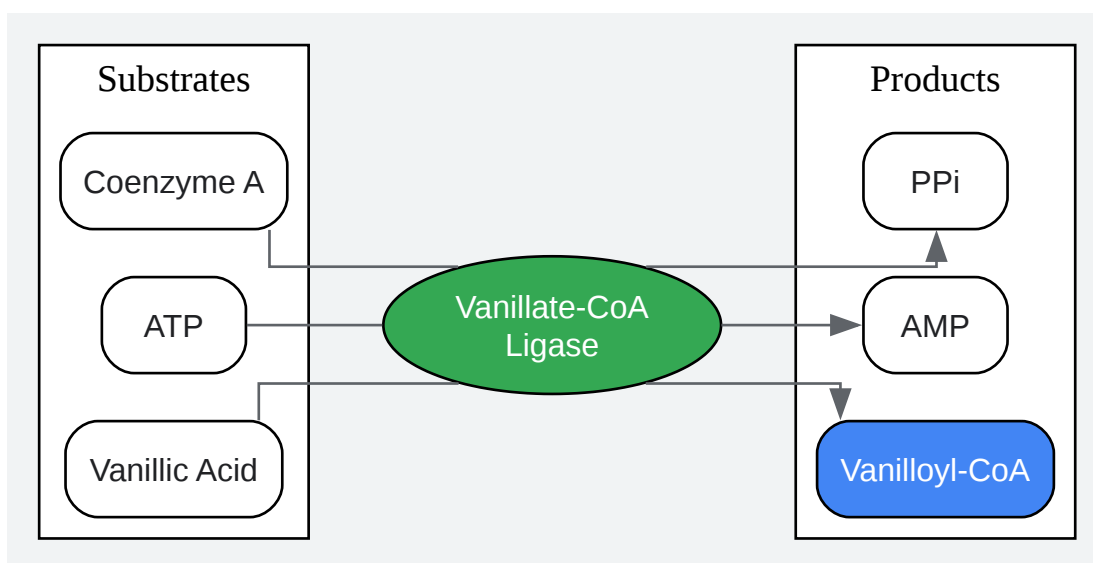 Substrates
Coenzyme A
ATP
Vanillic Acid
Vanillate-CoA
Ligase
Products
PPi
AMP
Vanilloyl-CoA